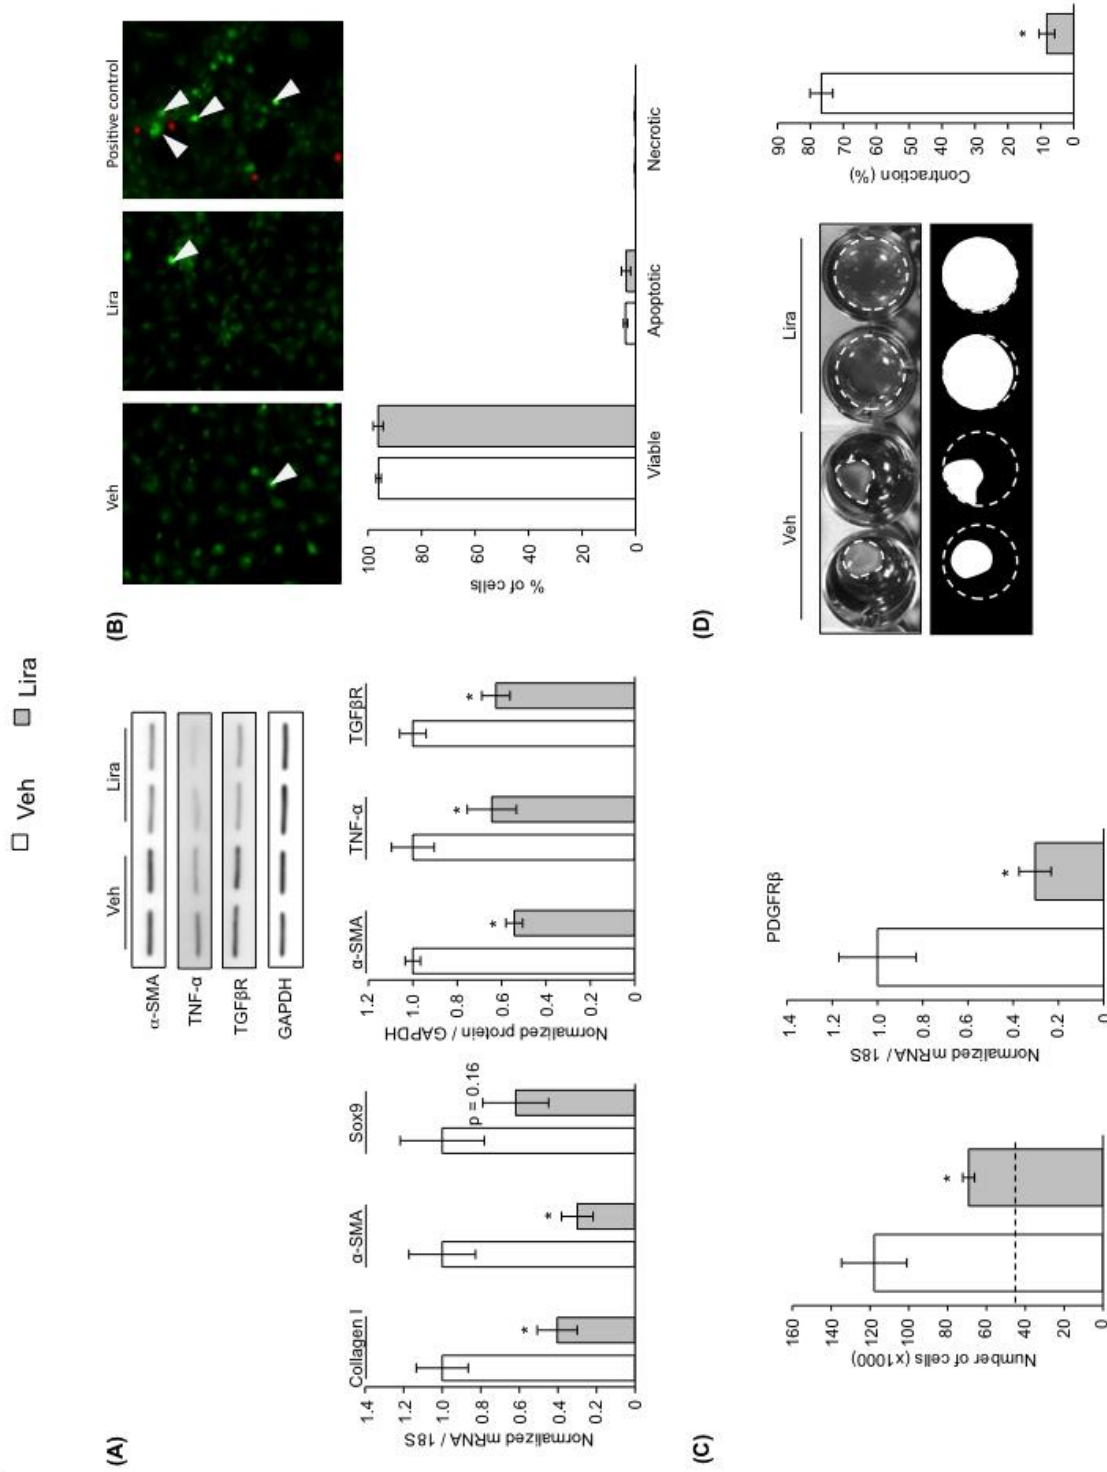 Veh Lira
(A)
Normalized mRNA / 18S
1.4
1.2
1.0
0.8
0.6
0.4
0.2
0
Collagen I α-SMA Sox9
* * p = 0.16
Veh Lira
α-SMA
TNF-α
TGFβR
GAPDH
Normalized protein / GAPDH
1.2
1.0
0.8
0.6
0.4
0.2
0
α-SMA TNF-α TGFβR
* * *
(B)
Veh Lira Positive control
% of cells
100
80
60
40
20
0
Viable Apoptotic Necrotic
(C)
Number of cells (x1000)
160
140
120
100
80
60
40
20
0
*
PDGFRβ
Normalized mRNA / 18S
1.4
1.2
1.0
0.8
0.6
0.4
0.2
0
*
(D)
Veh Lira
Contraction (%)
90
80
70
60
50
40
30
20
10
0
*